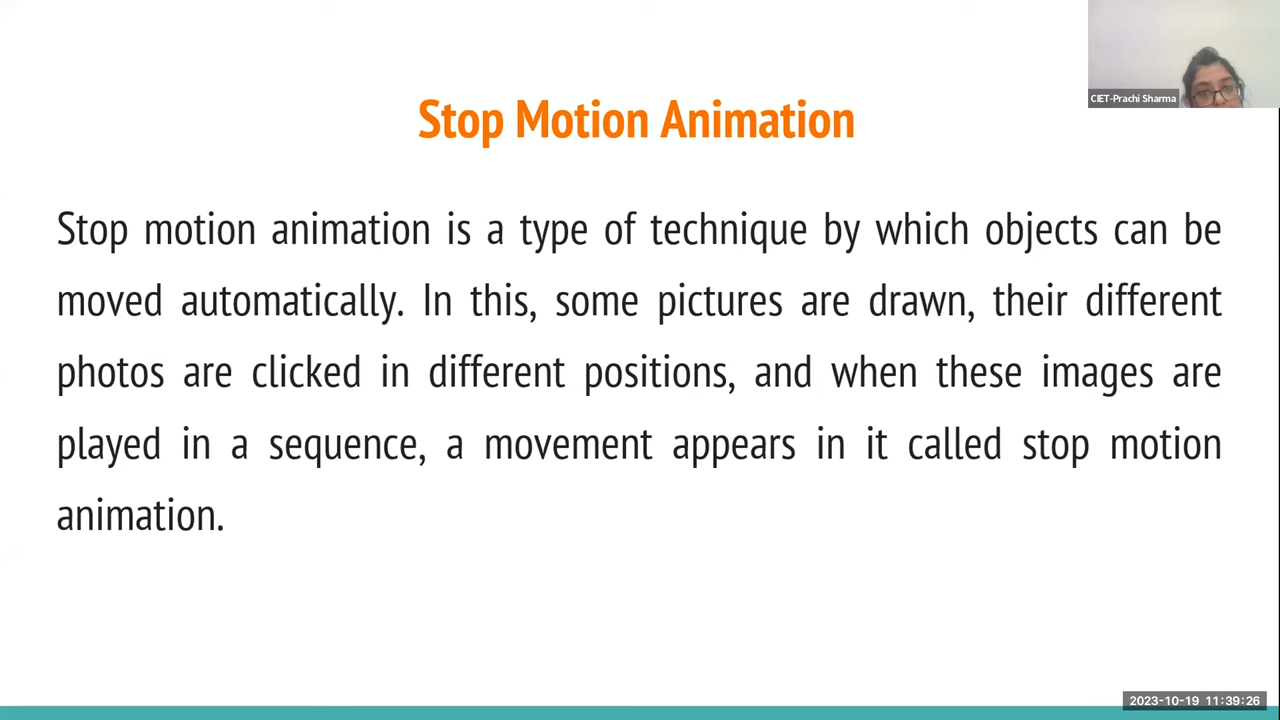 CIET-Prachi Sharma
Stop Motion Animation
Stop motion animation is a type of technique by which objects can be
moved automatically. In this, some pictures are drawn, their different
photos are clicked in different positions, and when these images are
played in a sequence, a movement appears in it called stop motion
animation.
2023-10-19 11:39:26